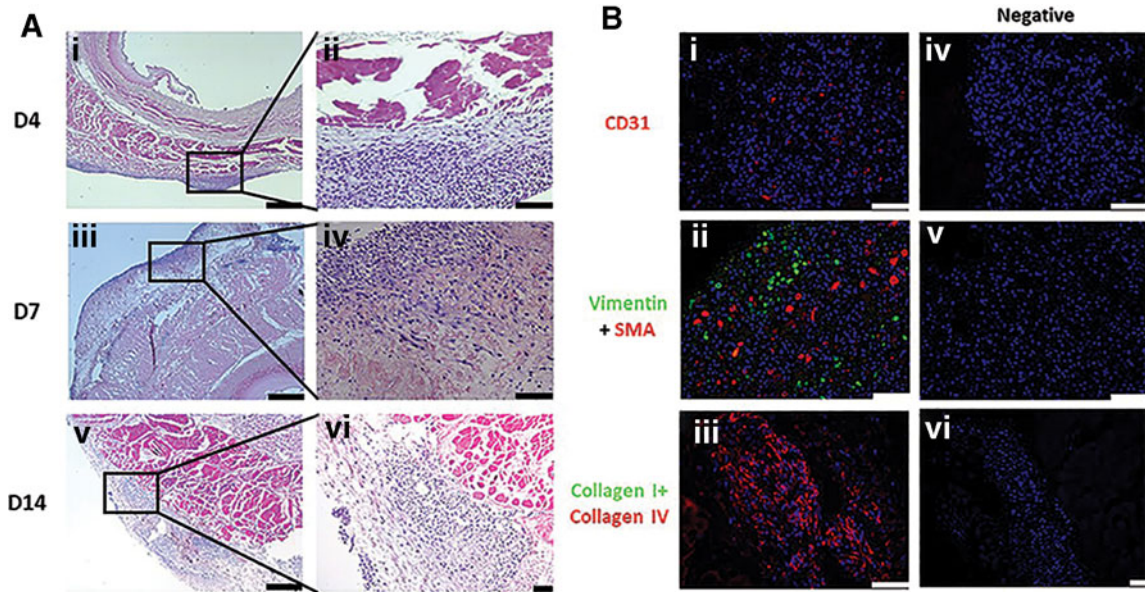 A
B
Negative
i
ii
i
iv
D4
CD31
iii
iv
ii
v
D7
Vimentin
+ SMA
v
vi
iii
vi
D14
Collagen I+
Collagen IV